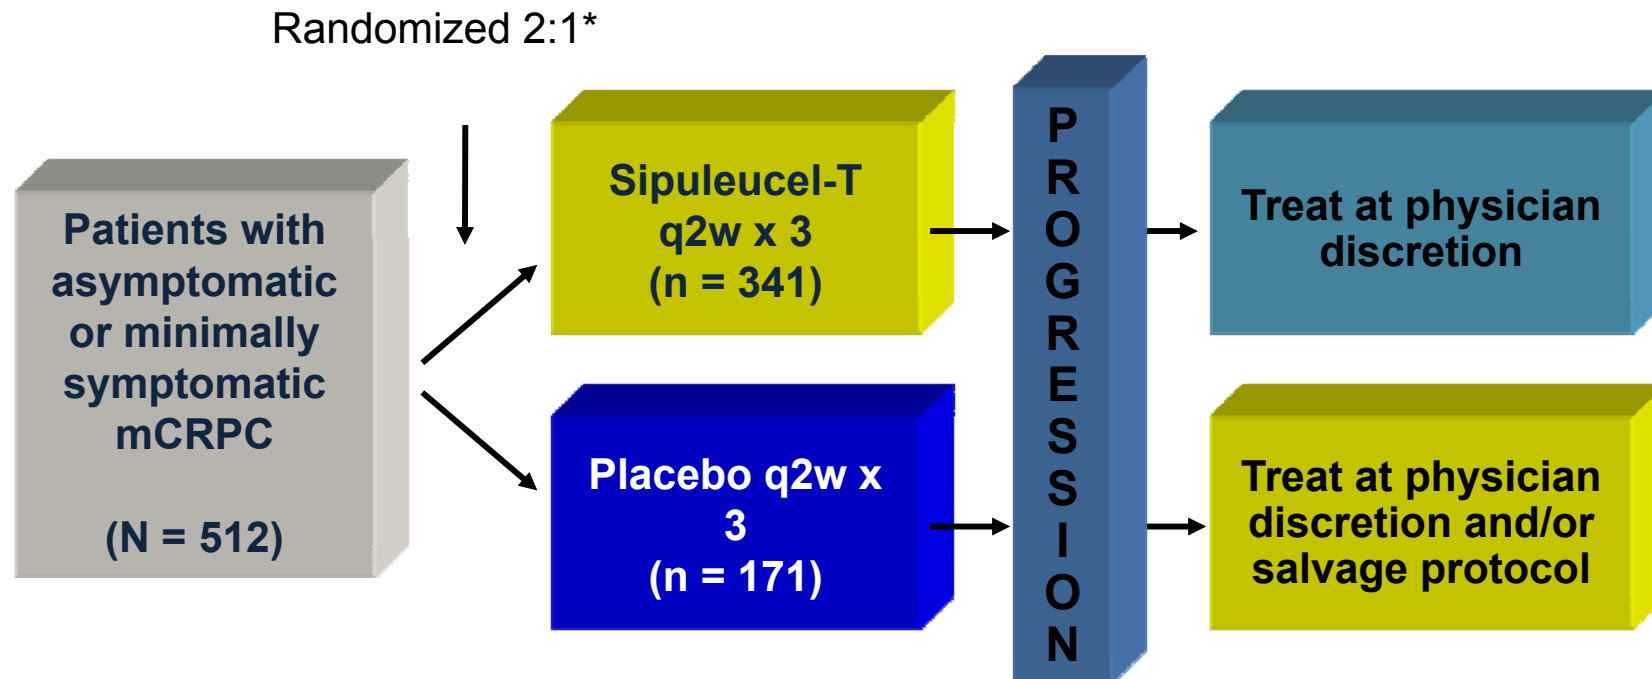 Randomized 2:1*
Patients with
asymptomatic
or minimally
symptomatic
mCRPC
(N = 512)
Sipuleucel-T
q2w x 3
(n = 341)
Placebo q2w x
3
(n = 171)
P
R
O
G
R
E
S
S
I
O
N
Treat at physician
discretion
Treat at physician
discretion and/or
salvage protocol